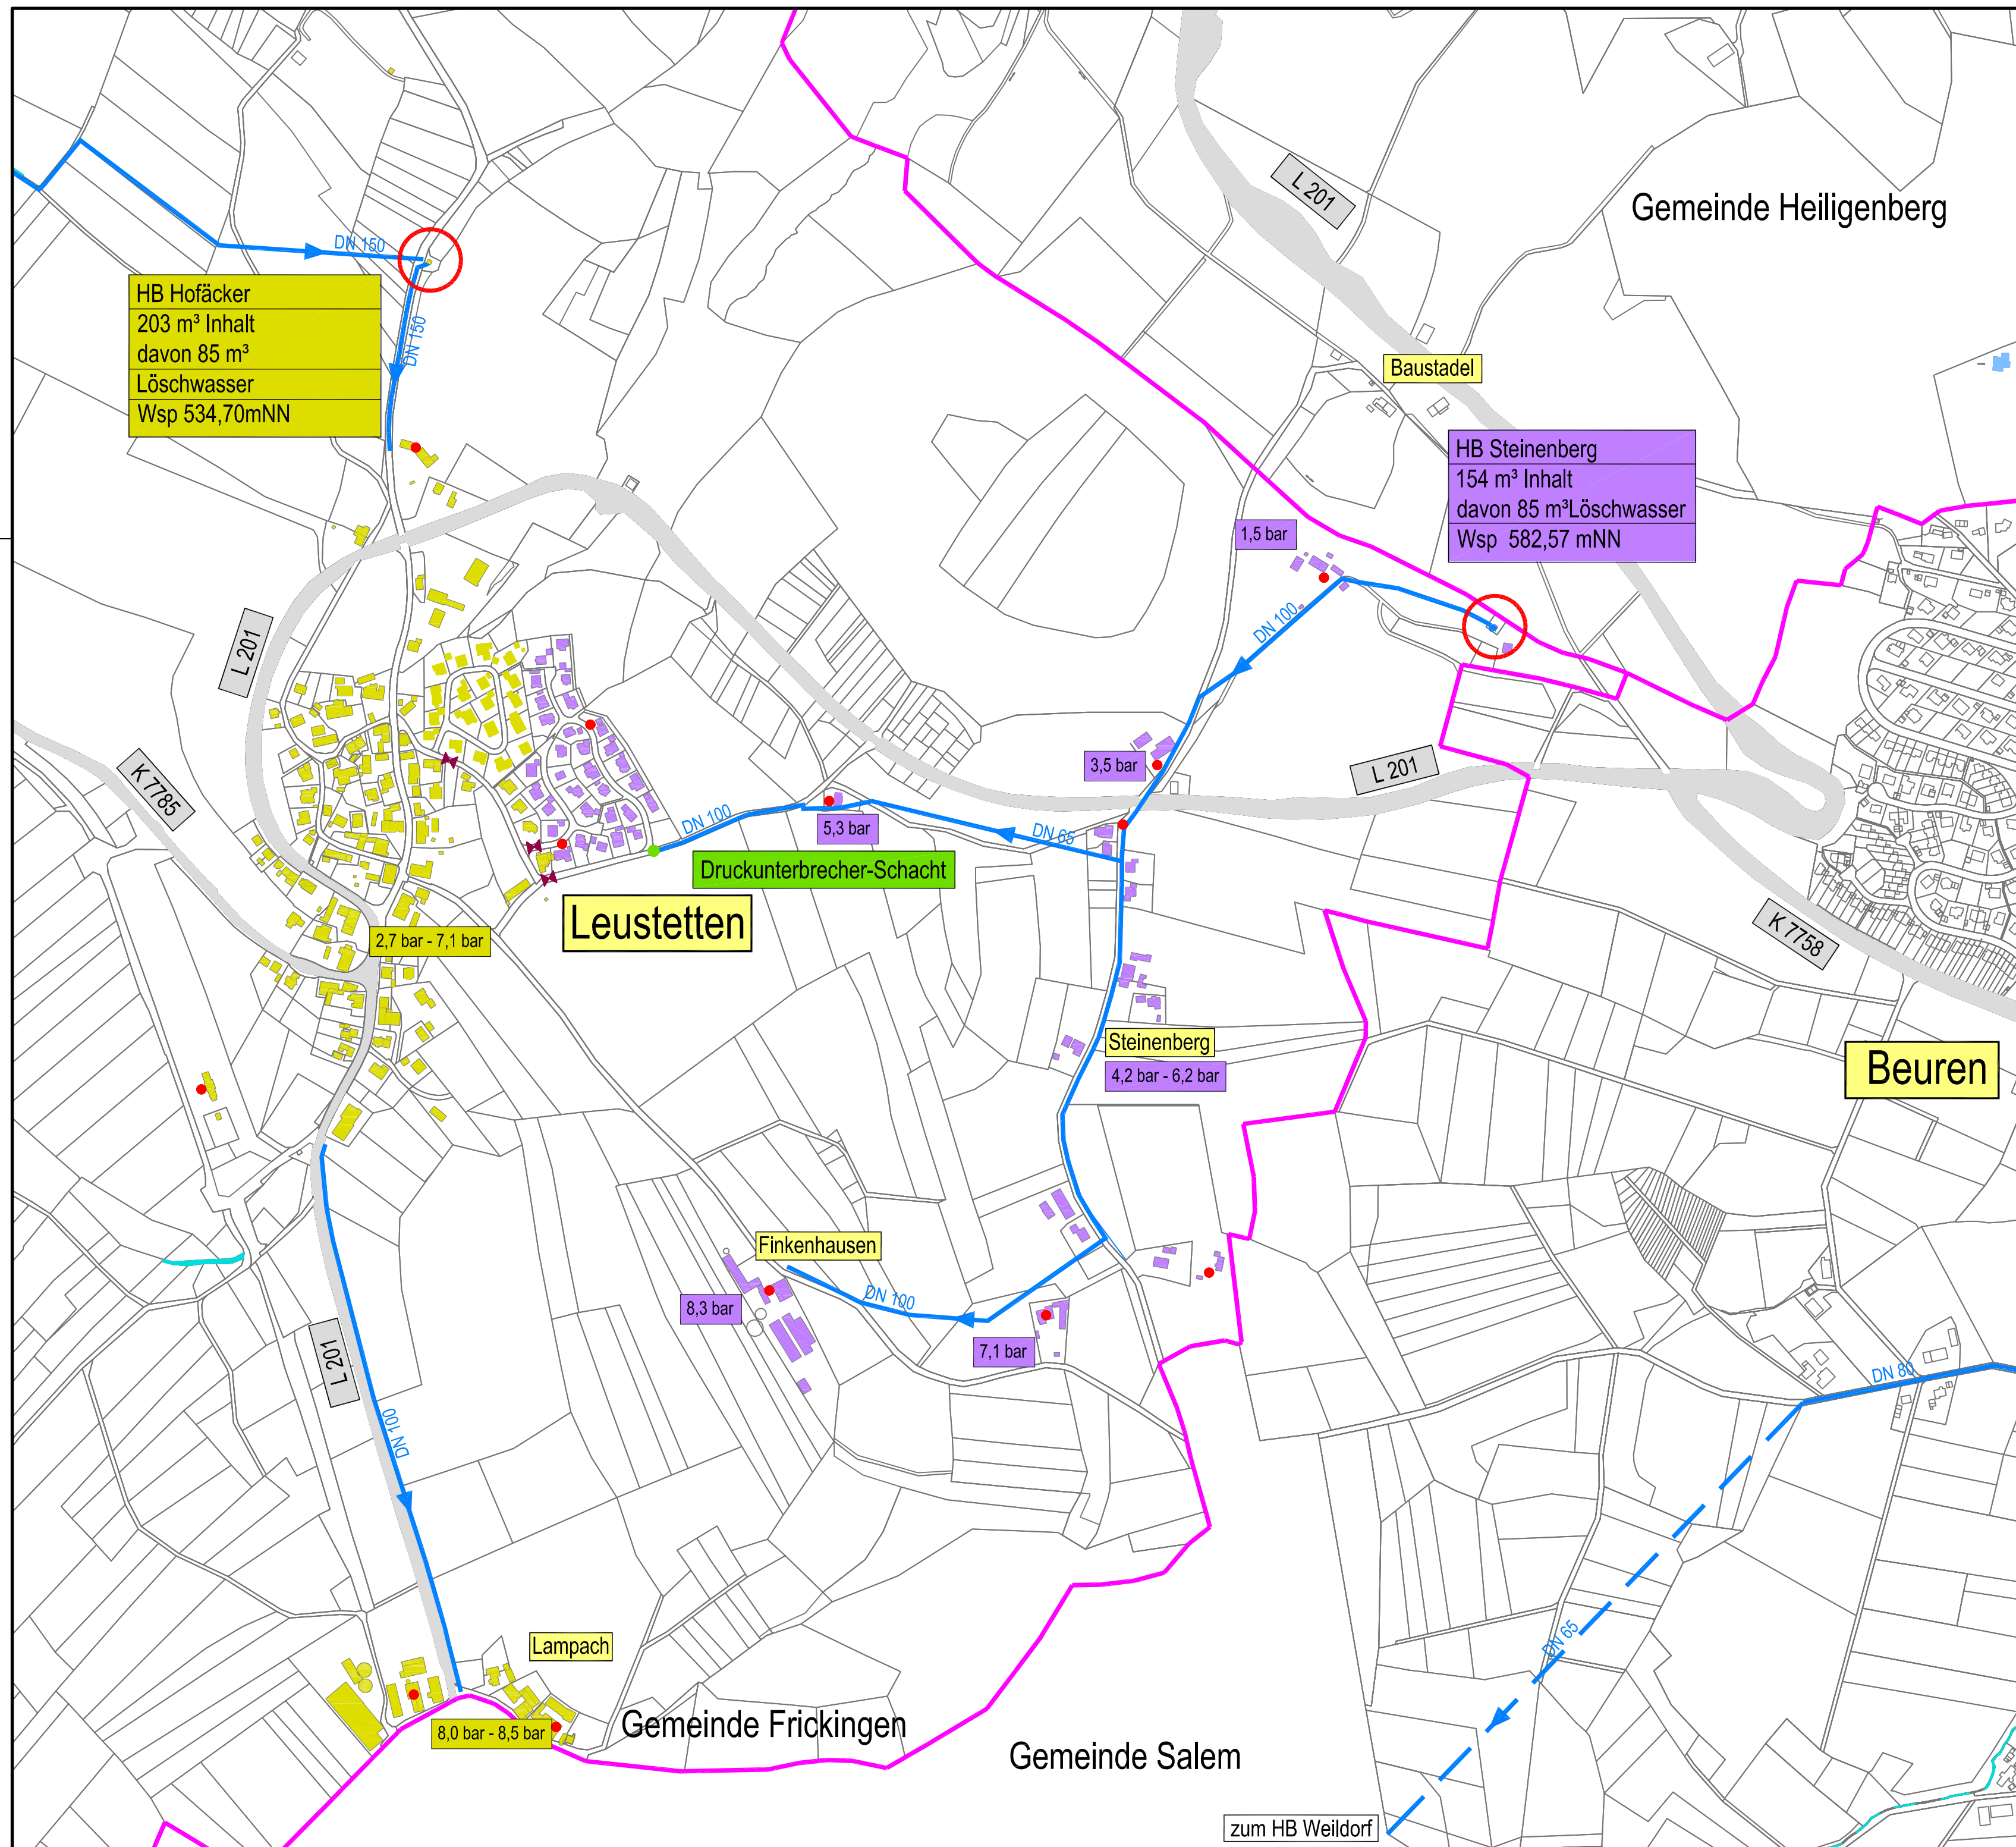 L 201
Gemeinde Heiligenberg
DN 150
HB Hofäcker
203 m³ Inhalt
davon 85 m³
Löschwasser
Wsp 534,70mNN
DN 150
Baustadel
HB Steinenberg
154 m³ Inhalt
davon 85 m³Löschwasser
Wsp 582,57 mNN
1,5 bar
DN 100
L 201
K 7785
3,5 bar
L 201
DN 100
5,3 bar
DN 65
Druckunterbrecher-Schacht
Leustetten
2,7 bar - 7,1 bar
K 7758
Steinenberg
4,2 bar - 6,2 bar
Beuren
Finkenhausen
8,3 bar
DN 100
7,1 bar
L 201
DN 80
DN 100
DN 65
Lampach
8,0 bar - 8,5 bar
Gemeinde Frickingen
Gemeinde Salem
zum HB Weildorf